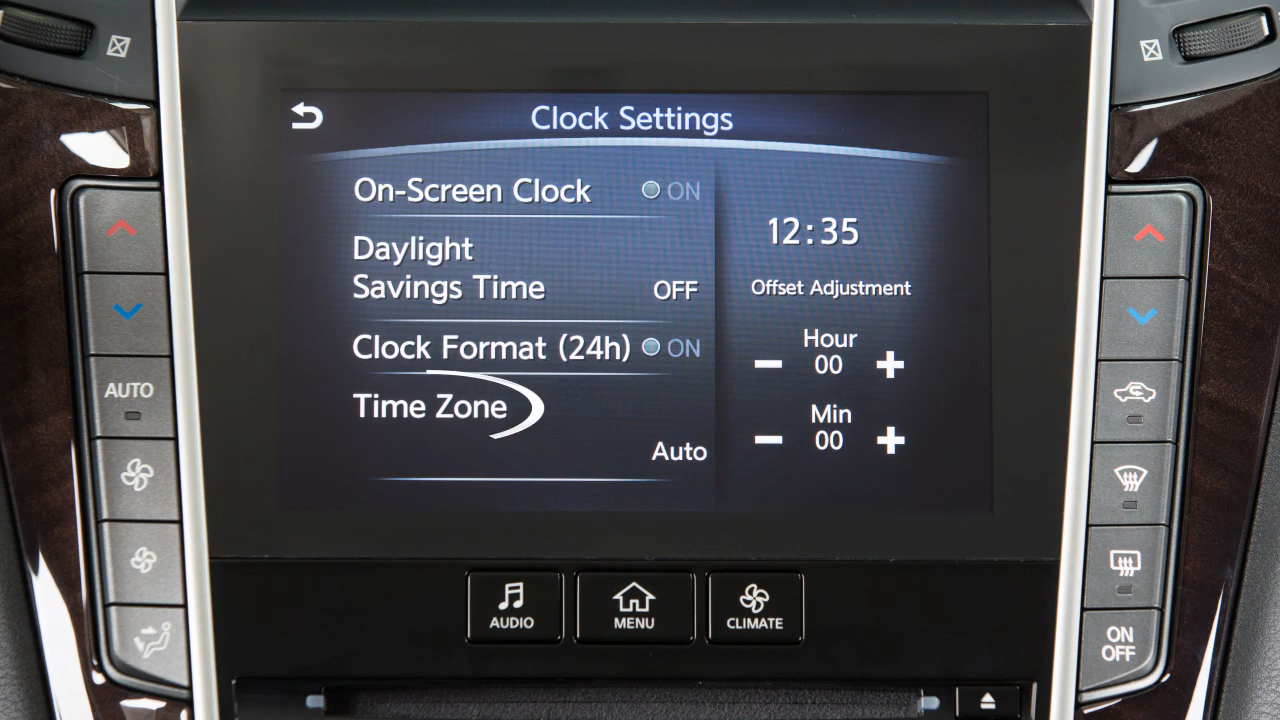 Clock Settings
On-Screen Clock ON
Daylight
Savings Time OFF
Clock Format (24h) ON
Time Zone
Auto
12:35
Offset Adjustment
Hour
00
Min
00
AUTO
ON
OFF
AUDIO
MENU
CLIMATE